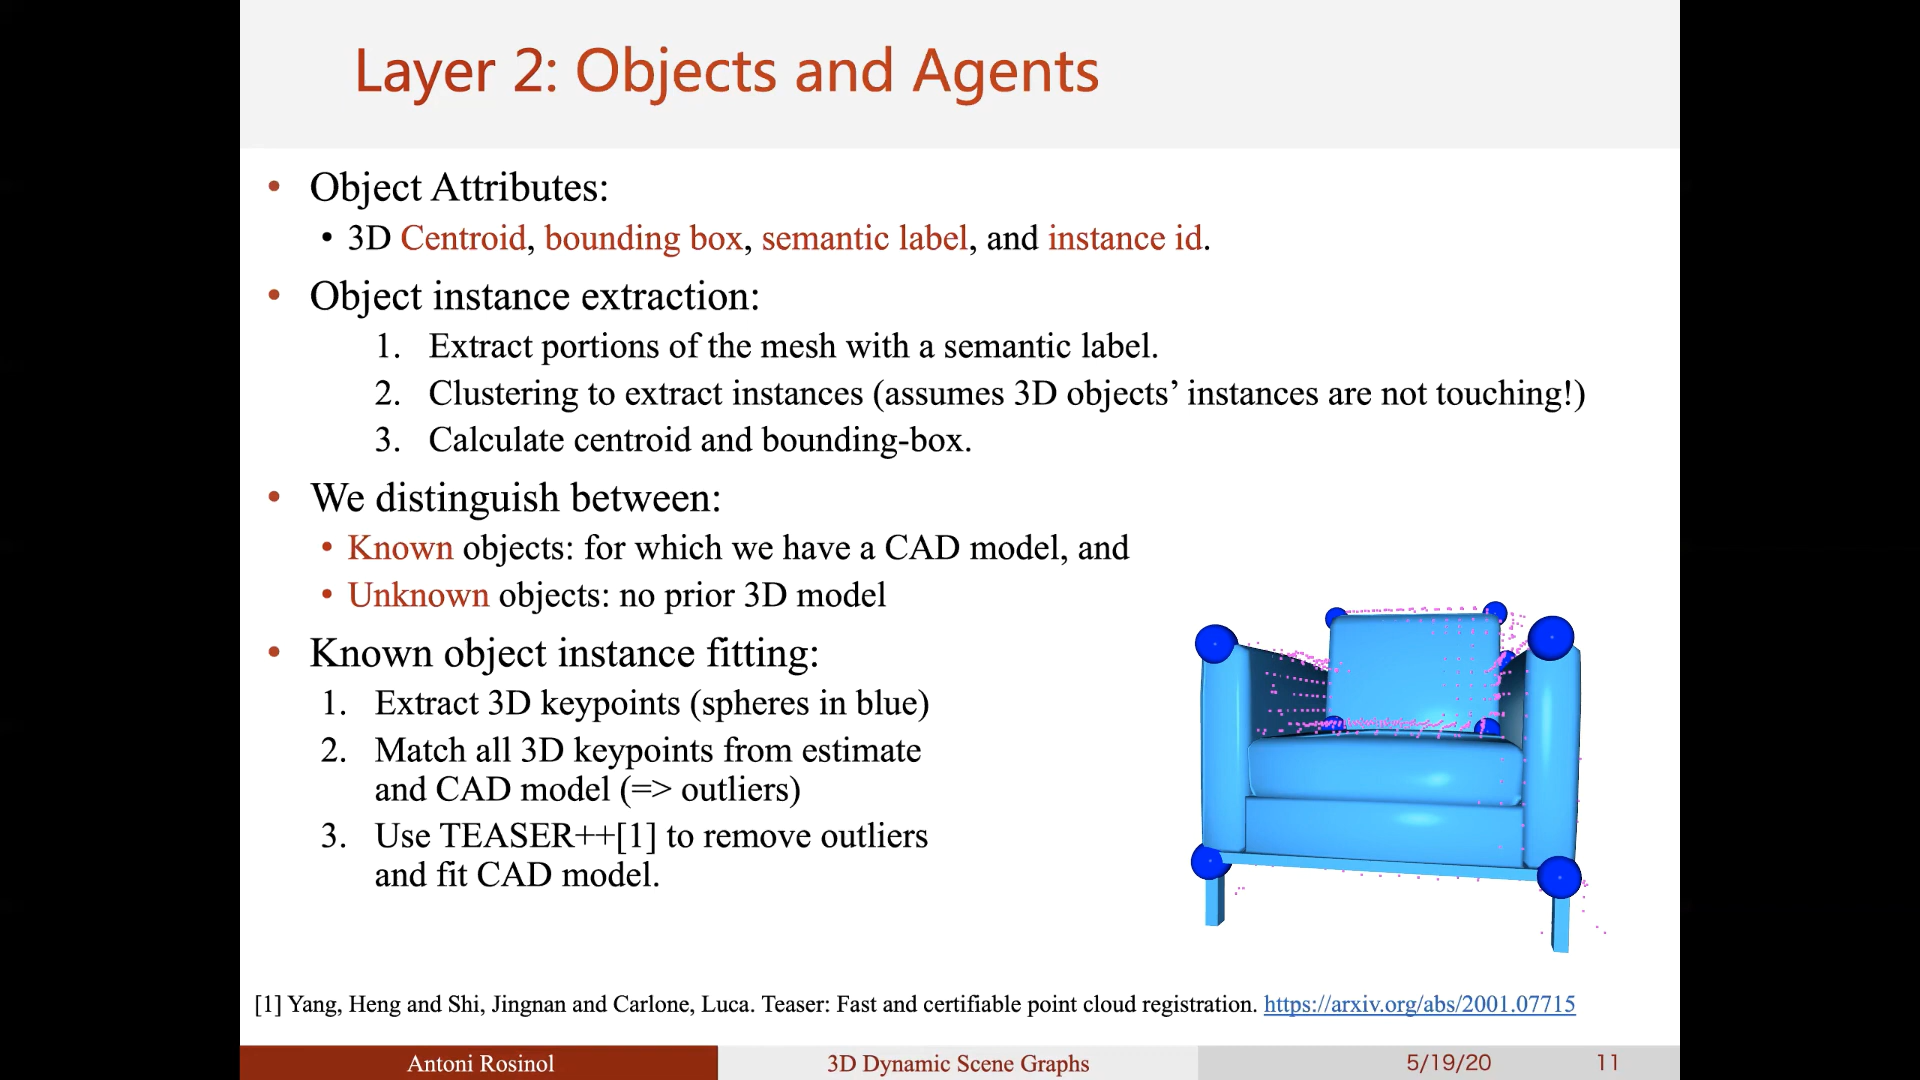 Layer 2: Objects and Agents
• Object Attributes:
• 3D Centroid, bounding box, semantic label, and instance id.
• Object instance extraction:
1. Extract portions of the mesh with a semantic label.
2. Clustering to extract instances (assumes 3D objects’ instances are not touching!)
3. Calculate centroid and bounding-box.
• We distinguish between:
• Known objects: for which we have a CAD model, and
• Unknown objects: no prior 3D model
• Known object instance fitting:
1. Extract 3D keypoints (spheres in blue)
2. Match all 3D keypoints from estimate
and CAD model (=> outliers)
3. Use TEASER++[1] to remove outliers
and fit CAD model.
[1] Yang, Heng and Shi, Jingnan and Carlone, Luca. Teaser: Fast and certifiable point cloud registration. https://arxiv.org/abs/2001.07715
Antoni Rosinol 3D Dynamic Scene Graphs 5/19/20 11